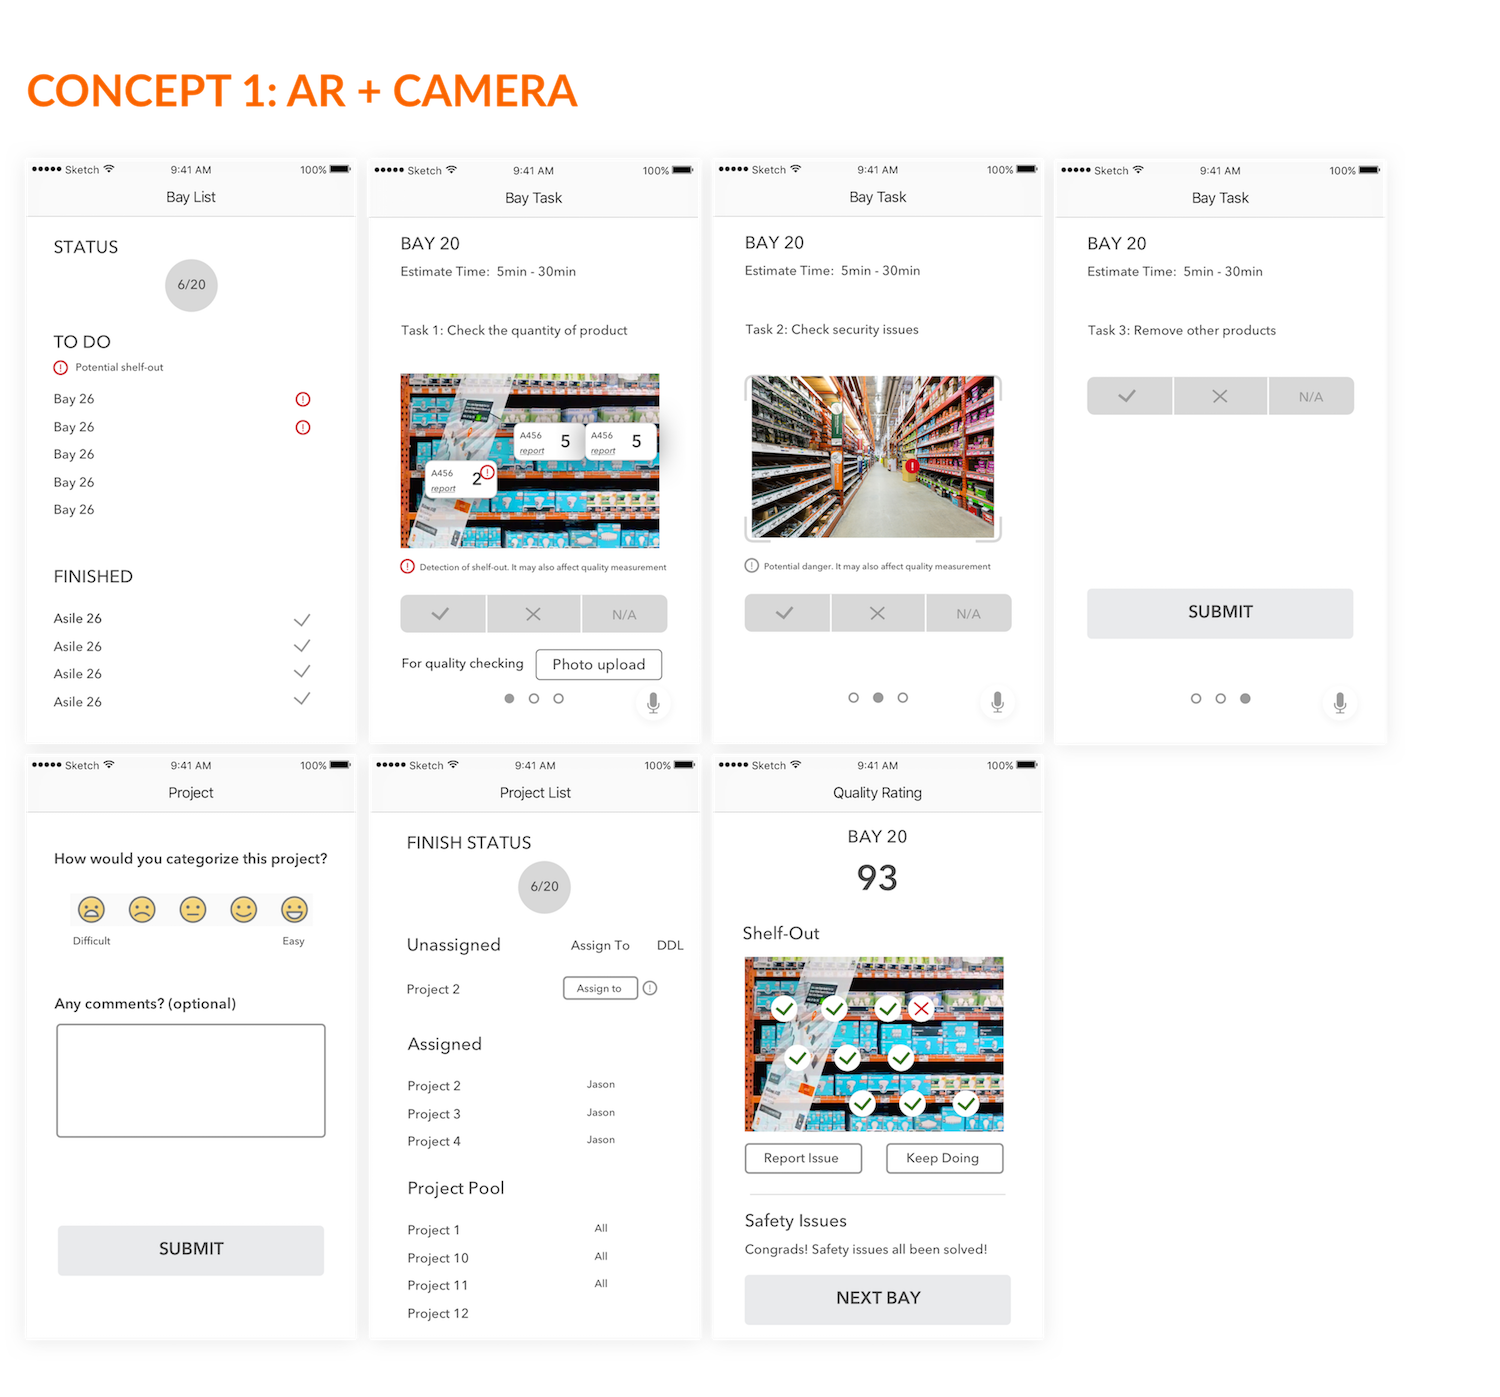 CONCEPT 1: AR + CAMERA
Sketch 9:41 AM 100%
Bay List
STATUS
6/20
TO DO
Potential shelf-out
Bay 26
Bay 26
Bay 26
Bay 26
Bay 26
FINISHED
Asile 26
Asile 26
Asile 26
Asile 26
Sketch 9:41 AM 100%
Bay Task
BAY 20
Estimate Time: 5min - 30min
Task 1: Check the quantity of product
A456
report
5
A456
report
5
A456
report
2
Detection of shelf-out. It may also affect quality measurement
N/A
For quality checking
Photo upload
Sketch 9:41 AM 100%
Bay Task
BAY 20
Estimate Time: 5min - 30min
Task 2: Check security issues
Potential danger. It may also affect quality measurement
N/A
Sketch 9:41 AM 100%
Bay Task
BAY 20
Estimate Time: 5min - 30min
Task 3: Remove other products
N/A
SUBMIT
Sketch 9:41 AM 100%
Project
How would you categorize this project?
Difficult Easy
Any comments? (optional)
SUBMIT
Sketch 9:41 AM 100%
Project List
FINISH STATUS
6/20
Unassigned Assign To DDL
Project 2 Assign to
Assigned
Project 2 Jason
Project 3 Jason
Project 4 Jason
Project Pool
Project 1 All
Project 10 All
Project 11 All
Project 12
Sketch 9:41 AM 100%
Quality Rating
BAY 20
93
Shelf-Out
Report Issue Keep Doing
Safety Issues
Congrads! Safety issues all been solved!
NEXT BAY